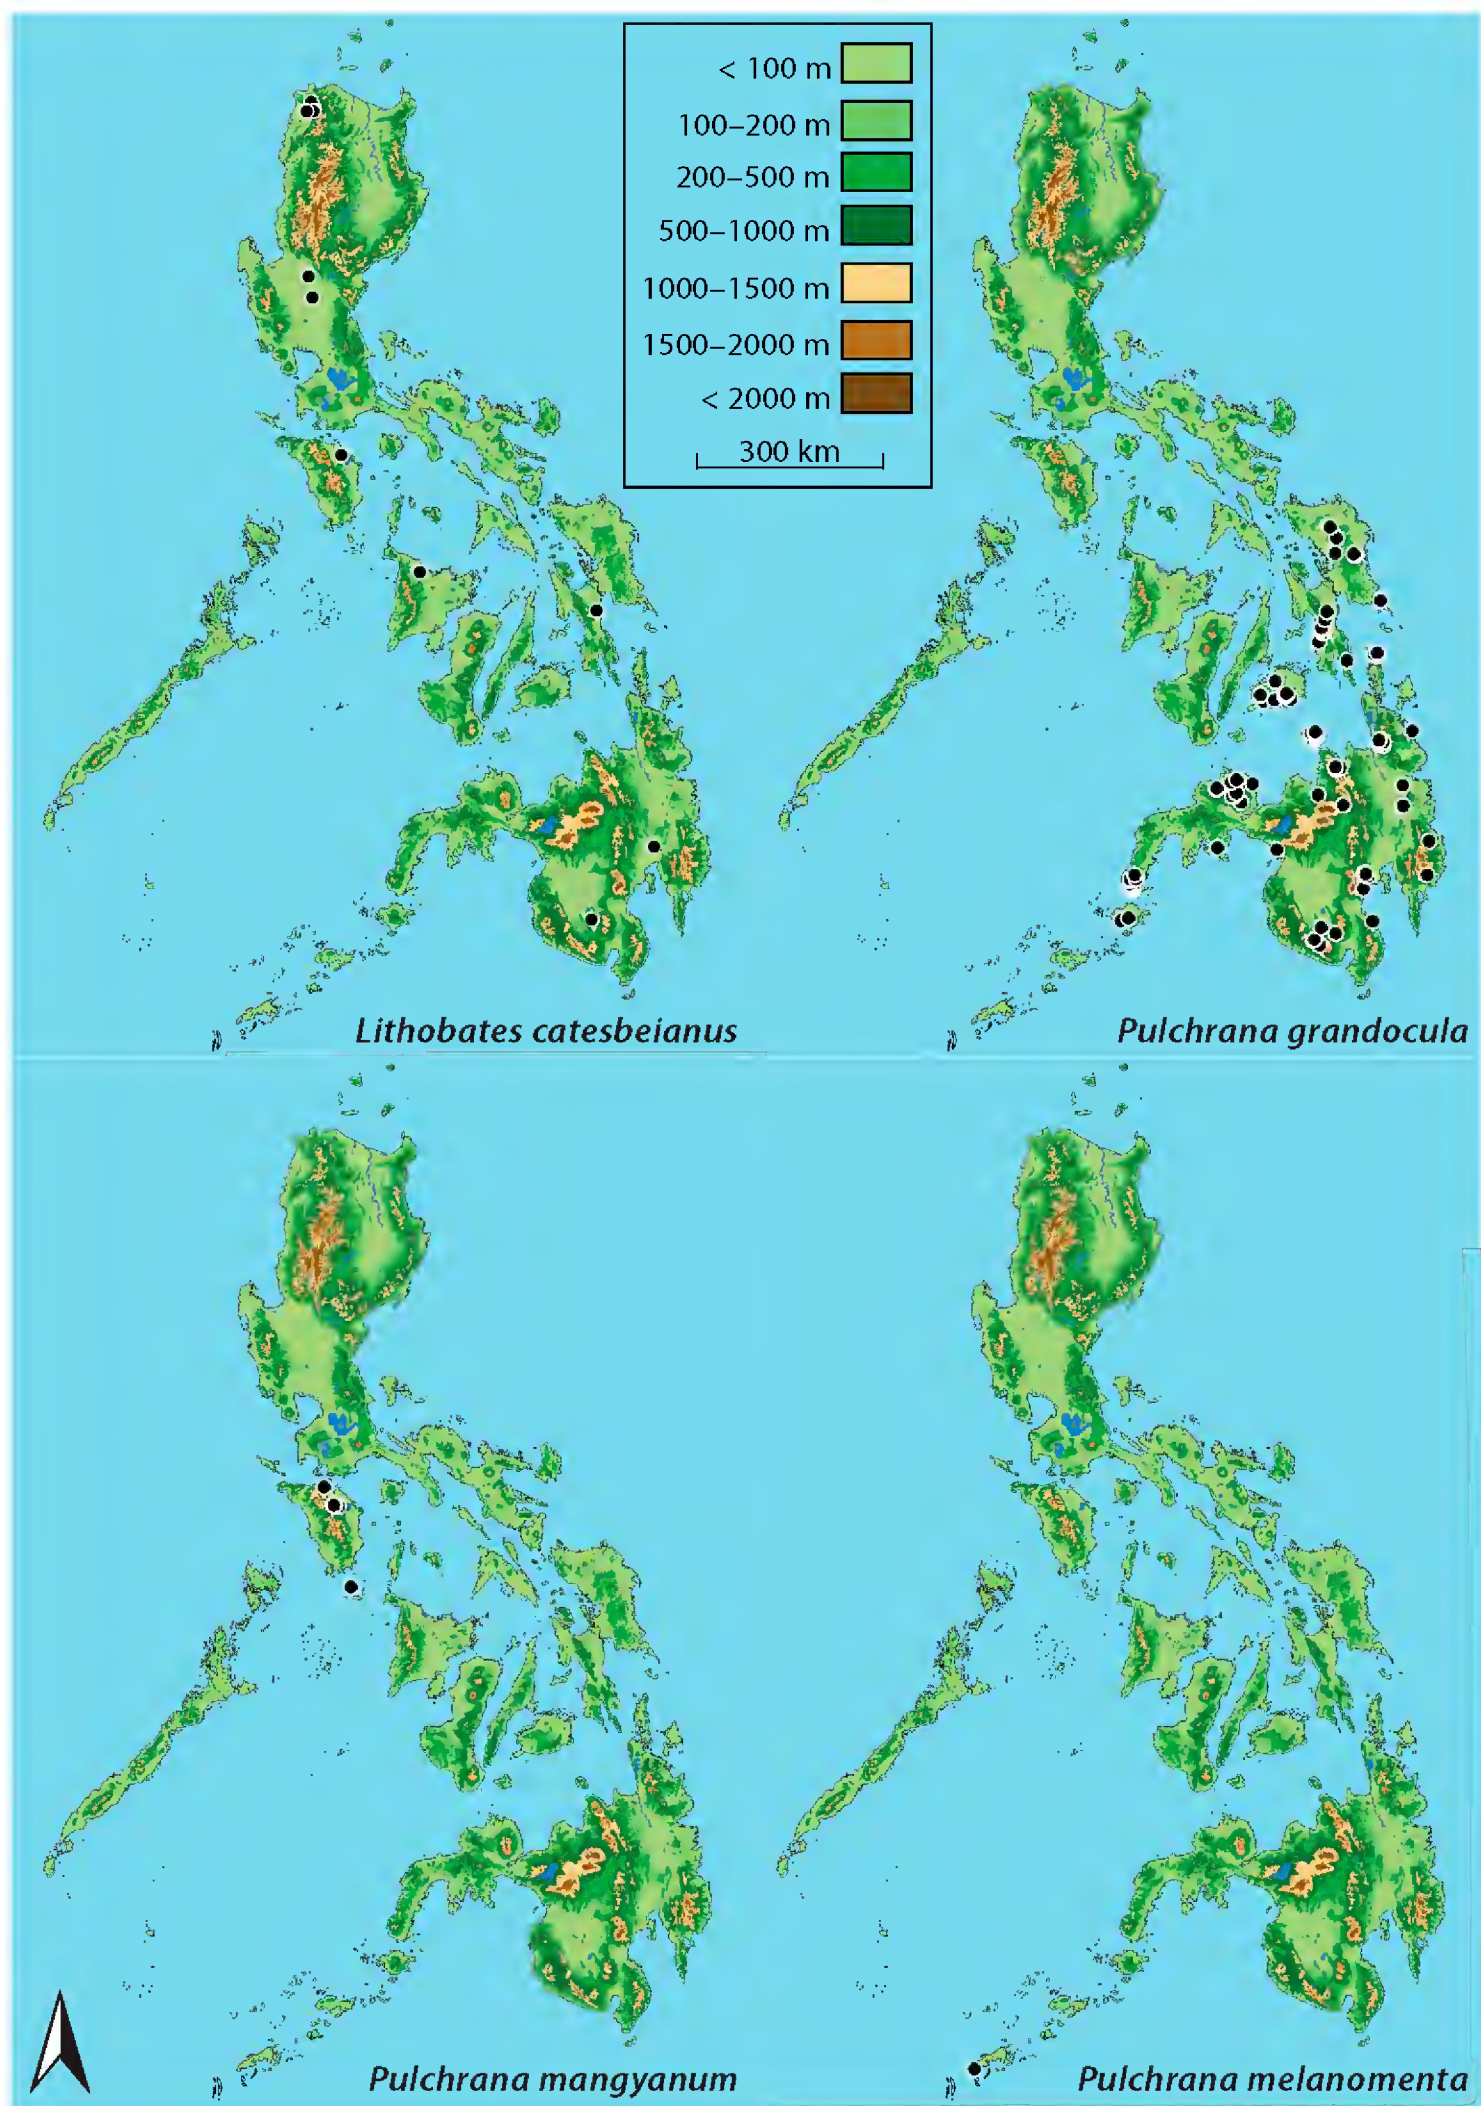 < 100 m
100–200 m
200–500 m
500–1000 m
1000–1500 m
1500–2000 m
< 2000 m
300 km
Lithobates catesbeianus
Pulchrana grandocula
Pulchrana mangyanum
Pulchrana melanomenta